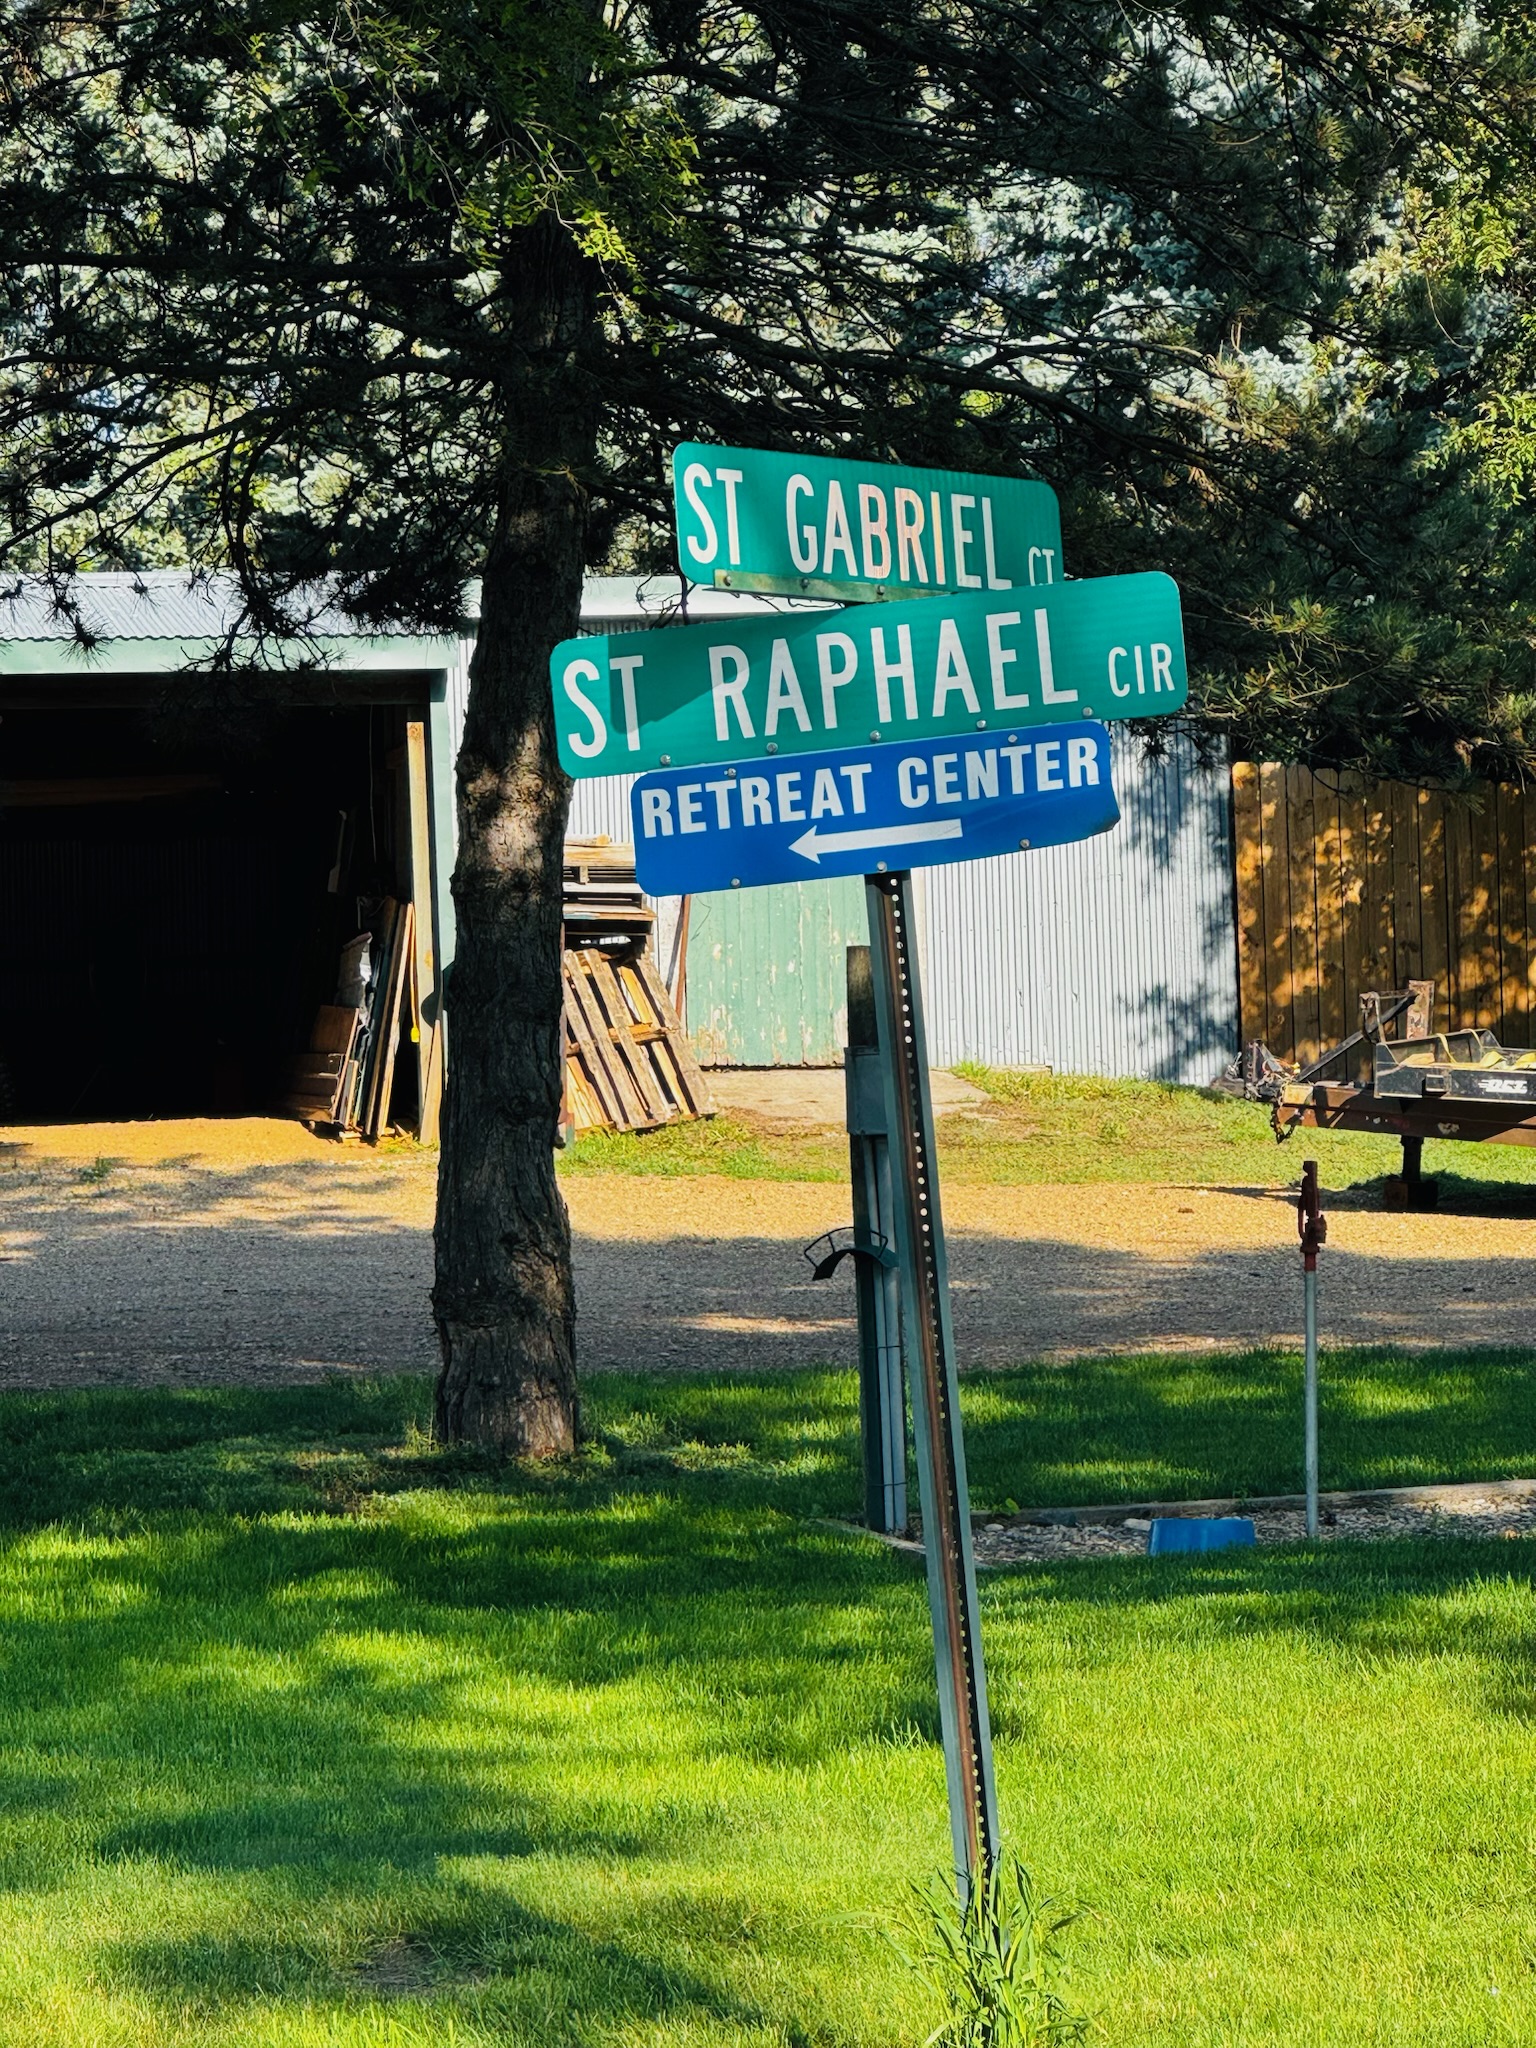 ST GABRIEL CT
ST RAPHAEL CIR
RETREAT CENTER